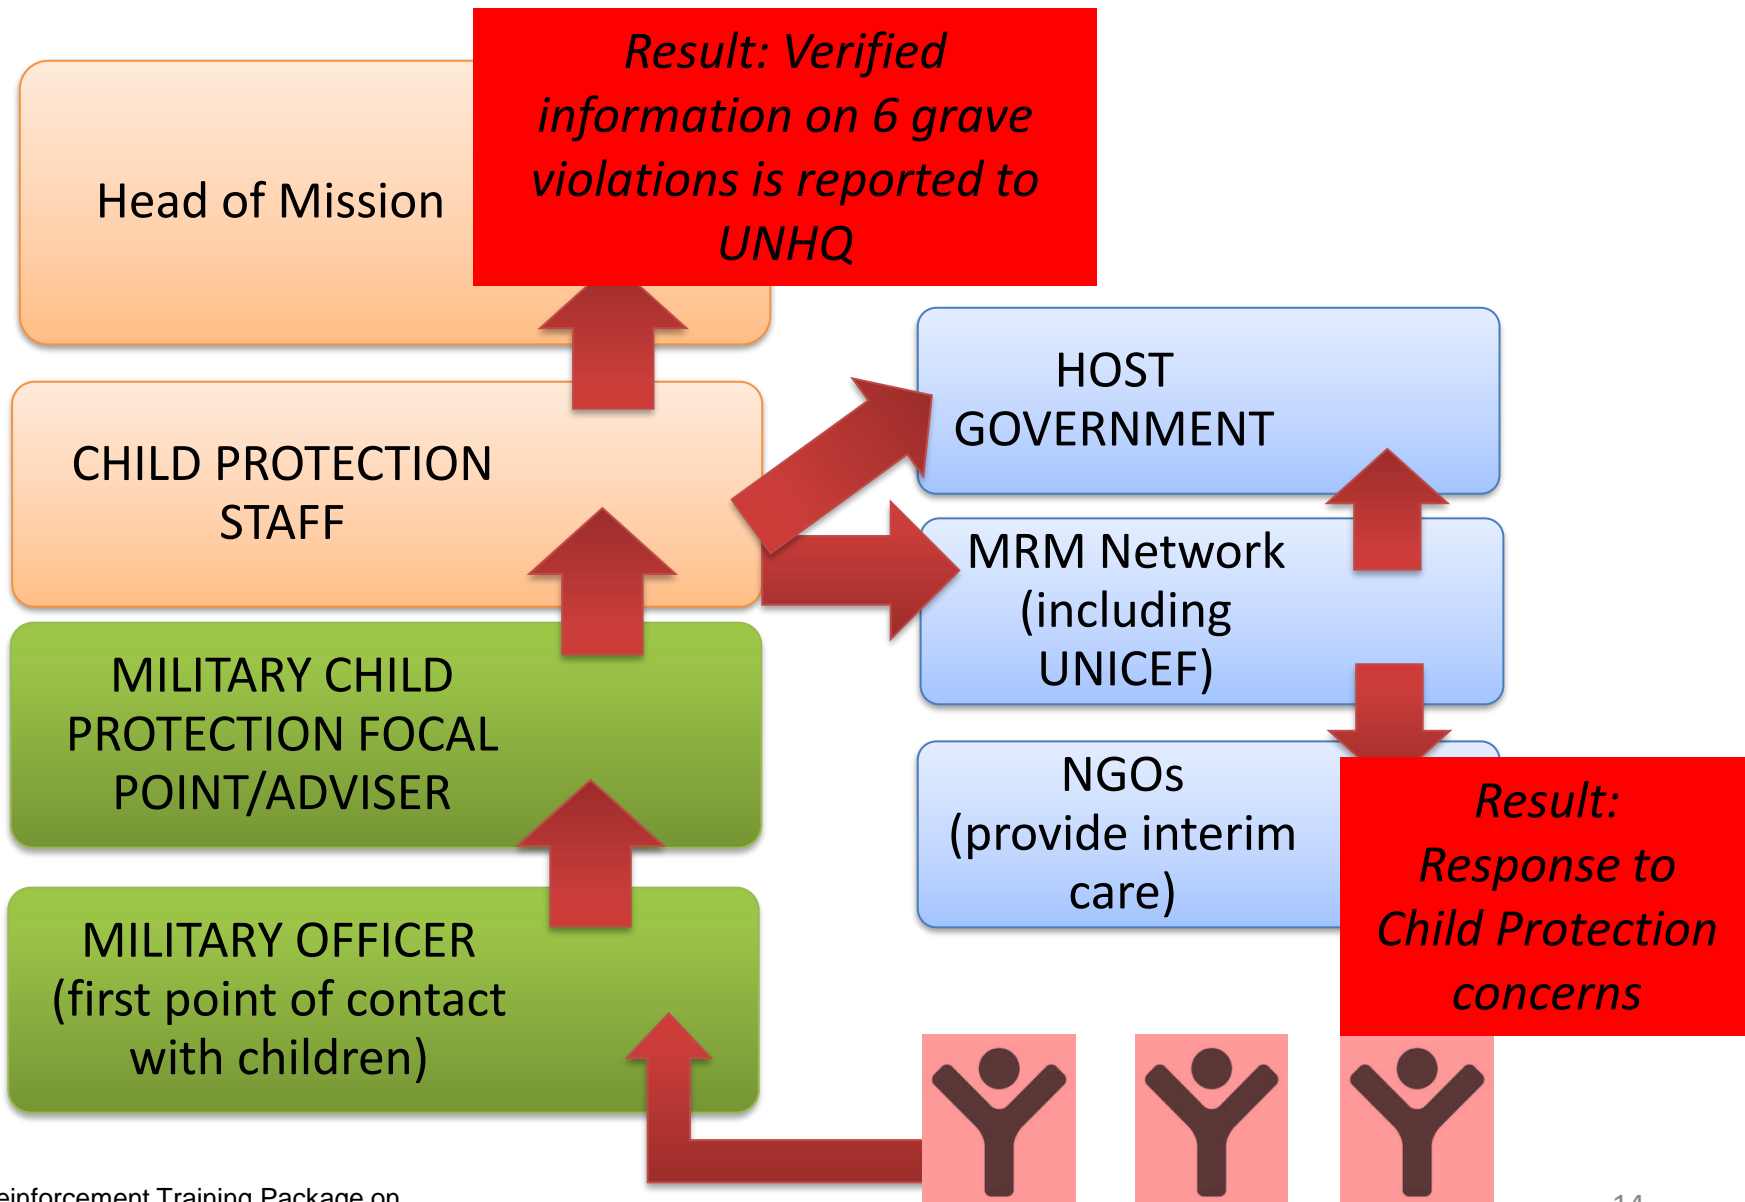 Result: Verified
information on 6 grave
violations is reported to
UNHQ
Head of Mission
HOST
GOVERNMENT
CHILD PROTECTION
STAFF
MRM Network
(including
UNICEF)
MILITARY CHILD
PROTECTION FOCAL
POINT/ADVISER
NGOs
(provide interim
care)
Result:
Response to
Child Protection
concerns
MILITARY OFFICER
(first point of contact
with children)
einforcement Training Package on
14